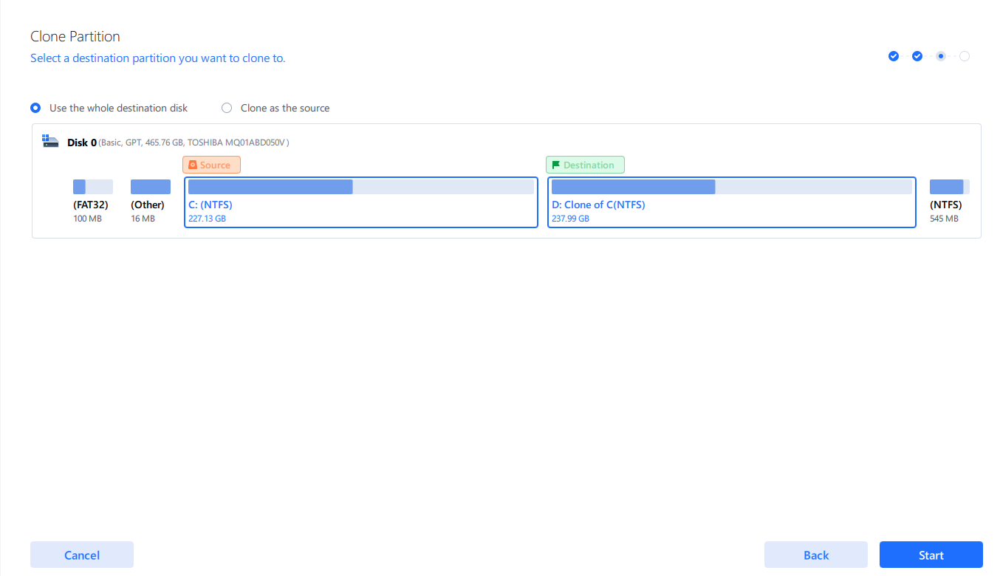 Clone Partition
Select a destination partition you want to clone to.
Use the whole destination disk
Clone as the source
Disk 0 (Basic, GPT, 465.76 GB, TOSHIBA MQ01ABD050V )
Source
Destination
(FAT32)
100 MB
(Other)
16 MB
C: (NTFS)
227.13 GB
D: Clone of C(NTFS)
237.99 GB
(NTFS)
545 MB
Cancel
Back
Start